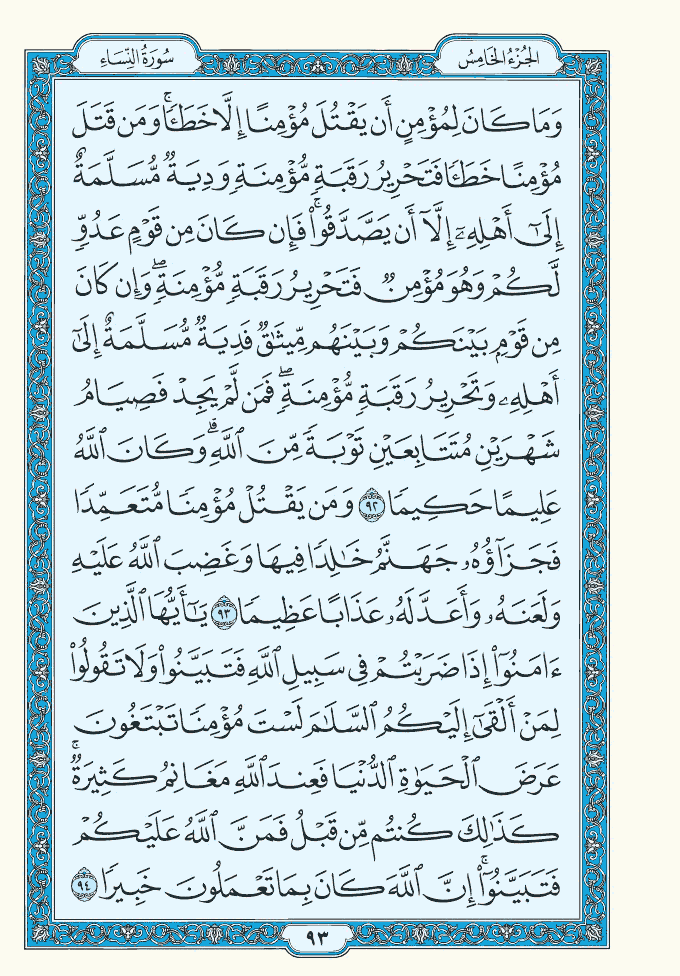 الجُزْءُ الخَامِسُ
سُورَةُ النِّسَاءِ
وَمَا كَانَ لِمُؤْمِنٍ أَن يَقْتُلَ مُؤْمِنًا إِلَّا خَطَـًٔا ۚ وَمَن قَتَلَ
مُؤْمِنًا خَطَـًٔا فَتَحْرِيرُ رَقَبَةٍ مُّؤْمِنَةٍ وَدِيَةٌ مُّسَلَّمَةٌ
إِلَىٰٓ أَهْلِهِۦٓ إِلَّآ أَن يَصَّدَّقُوا۟ ۚ فَإِن كَانَ مِن قَوْمٍ عَدُوٍّ
لَّكُمْ وَهُوَ مُؤْمِنٌ فَتَحْرِيرُ رَقَبَةٍ مُّؤْمِنَةٍ ۖ وَإِن كَانَ
مِن قَوْمٍۭ بَيْنَكُمْ وَبَيْنَهُم مِّيثَـٰقٌ فَدِيَةٌ مُّسَلَّمَةٌ إِلَىٰٓ
أَهْلِهِۦ وَتَحْرِيرُ رَقَبَةٍ مُّؤْمِنَةٍ ۖ فَمَن لَّمْ يَجِدْ فَصِيَامُ
شَهْرَيْنِ مُتَتَابِعَيْنِ تَوْبَةً مِّنَ ٱللَّهِ ۗ وَكَانَ ٱللَّهُ
عَلِيمًا حَكِيمًا ٩٢ وَمَن يَقْتُلْ مُؤْمِنًا مُّتَعَمِّدًا
فَجَزَآؤُهُۥ جَهَنَّمُ خَـٰلِدًا فِيهَا وَغَضِبَ ٱللَّهُ عَلَيْهِ
وَلَعَنَهُۥ وَأَعَدَّ لَهُۥ عَذَابًا عَظِيمًا ٩٣ يَـٰٓأَيُّهَا ٱلَّذِينَ
ءَامَنُوٓا۟ إِذَا ضَرَبْتُمْ فِى سَبِيلِ ٱللَّهِ فَتَبَيَّنُوا۟ وَلَا تَقُولُوا۟
لِمَنْ أَلْقَىٰٓ إِلَيْكُمُ ٱلسَّلَـٰمَ لَسْتَ مُؤْمِنًا تَبْتَغُونَ
عَرَضَ ٱلْحَيَوٰةِ ٱلدُّنْيَا فَعِندَ ٱللَّهِ مَغَانِمُ كَثِيرَةٌ ۚ
كَذَٰلِكَ كُنتُم مِّن قَبْلُ فَمَنَّ ٱللَّهُ عَلَيْكُمْ
فَتَبَيَّنُوٓا۟ ۚ إِنَّ ٱللَّهَ كَانَ بِمَا تَعْمَلُونَ خَبِيرًا ٩٤
٩٣